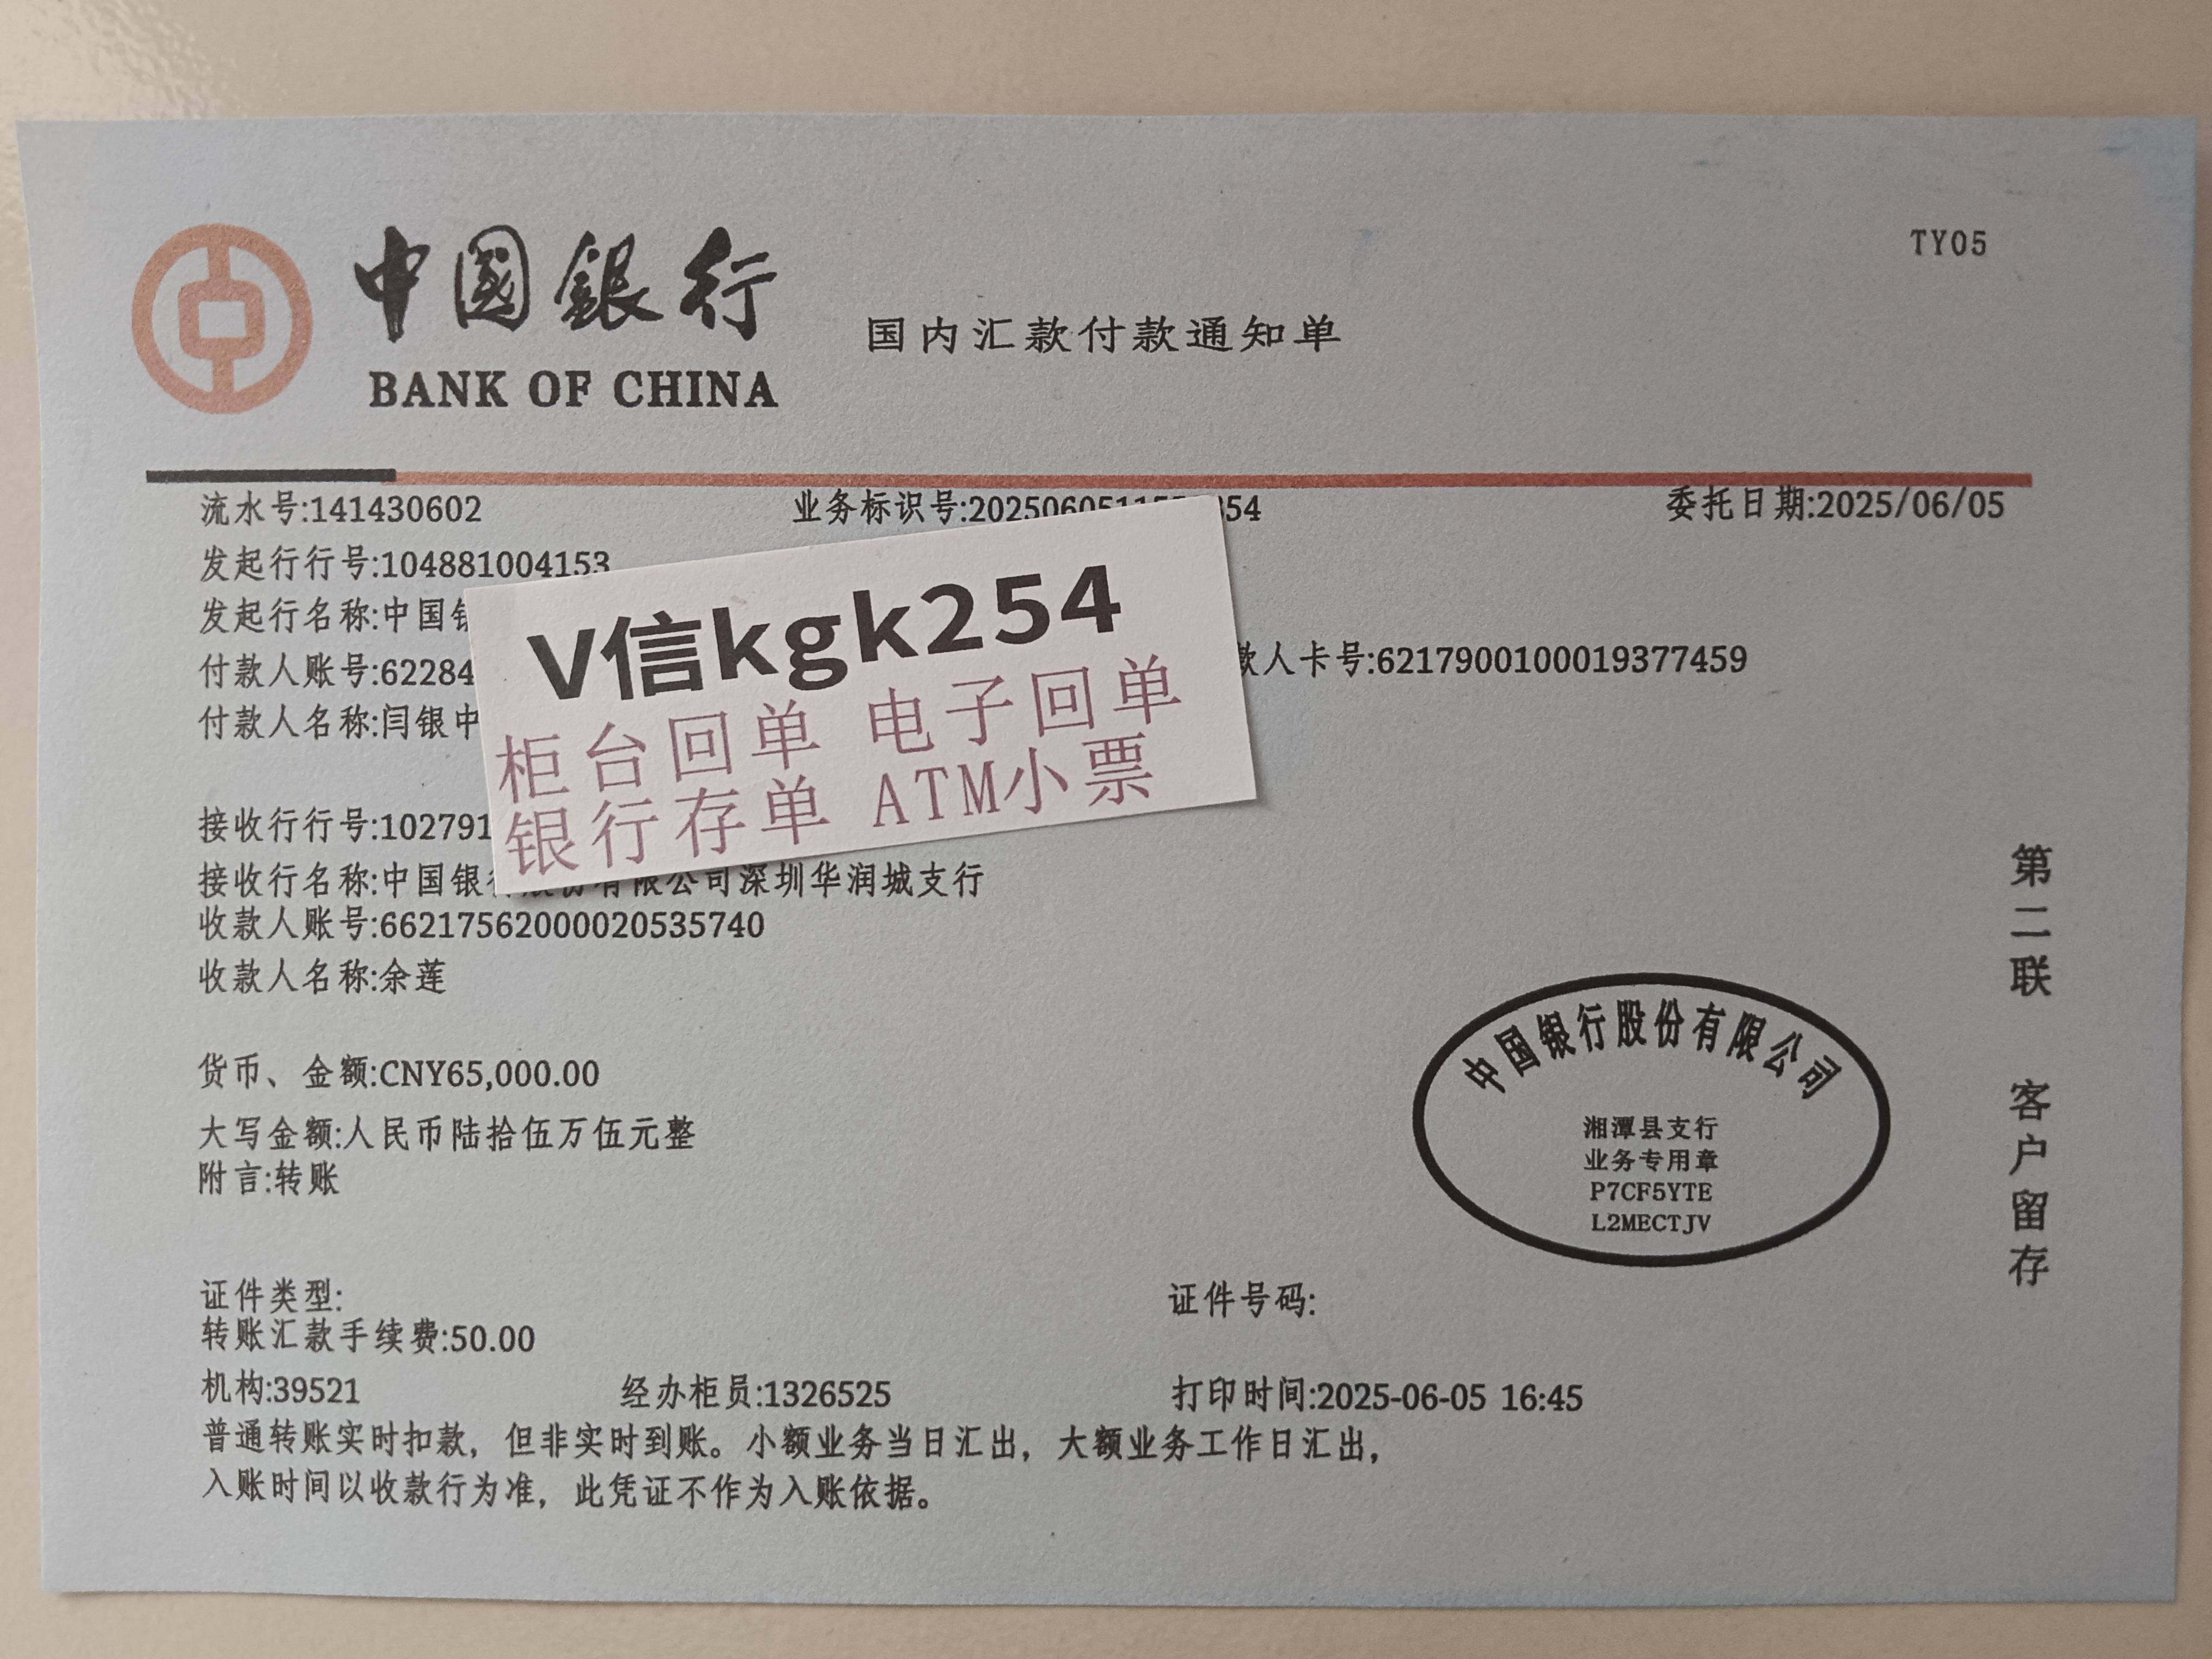 中國銀行
BANK OF CHINA
国内汇款付款通知单
TY05
流水号:141430602 业务标识号:2025060511 354 委托日期:2025/06/05
发起行行号:104881004153
发起行名称:中国银
付款人账号:62284 款人卡号:6217900100019377459
付款人名称:闫银中
V信kgk254
柜台回单 电子回单
银行存单 ATM小票
接收行行号:102791
接收行名称:中国银行股份有限公司深圳华润城支行
收款人账号:66217562000020535740
收款人名称:余莲
货币、金额:CNY65,000.00
大写金额:人民币陆拾伍万伍元整
附言:转账
中国银行股份有限公司
湘潭县支行
业务专用章
P7CF5YTE
L2MECTJV
第二联 客户留存
证件类型: 证件号码:
转账汇款手续费:50.00
机构:39521 经办柜员:1326525 打印时间:2025-06-05 16:45
普通转账实时扣款，但非实时到账。小额业务当日汇出，大额业务工作日汇出，
入账时间以收款行为准，此凭证不作为入账依据。